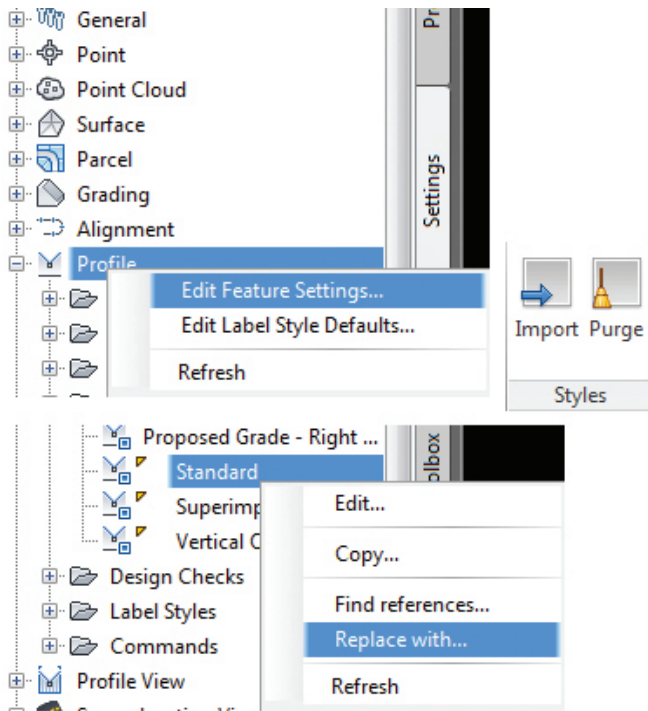 General
Point
Point Cloud
Surface
Parcel
Grading
Alignment
Profile
Edit Feature Settings...
Edit Label Style Defaults...
Refresh
Pr
Settings
Import Purge
Styles
Proposed Grade - Right ...
Standard
Superimp
Vertical C
Design Checks
Label Styles
Commands
Profile View
olbox
Edit...
Copy...
Find references...
Replace with...
Refresh